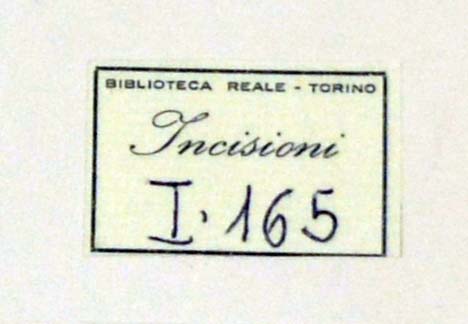 BIBLIOTECA REALE - TORINO
Incisioni
I. 165